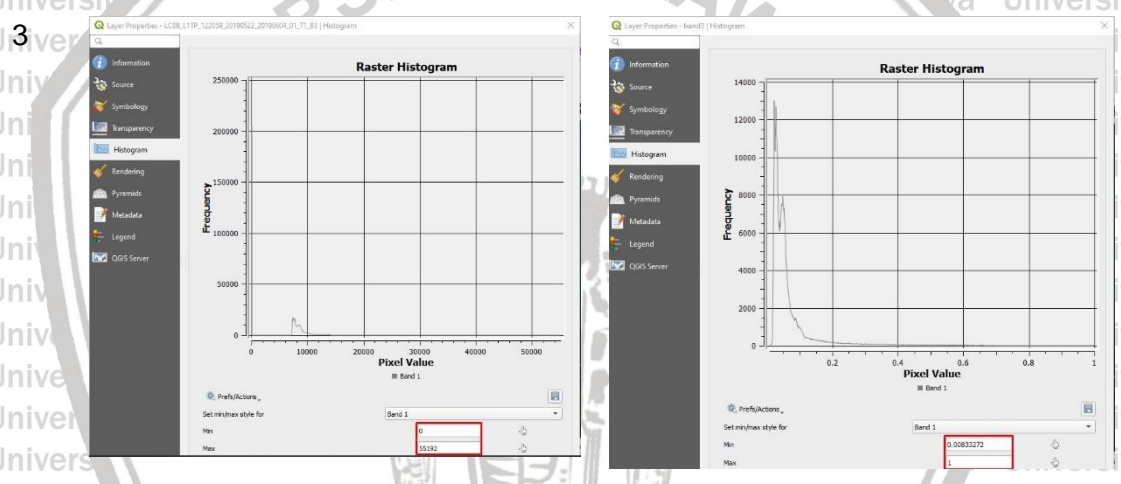 3
Layer Properties - LC08_L1TP_122059_20190522_20190604_01_T1_B3 | Histogram
Information
Source
Symbology
Transparency
Histogram
Rendering
Pyramids
Metadata
Legend
QGIS Server
Raster Histogram
Frequency
250000
200000
150000
100000
50000
0
0 10000 20000 30000 40000 50000
Pixel Value
Band 1
Prefs/Actions
Set min/max style for Band 1
Min 0
Max 55192
Layer Properties - band3 | Histogram
Information
Source
Symbology
Transparency
Histogram
Rendering
Pyramids
Metadata
Legend
QGIS Server
Raster Histogram
Frequency
14000
12000
10000
8000
6000
4000
2000
0
0.2 0.4 0.6 0.8 1
Pixel Value
Band 1
Prefs/Actions
Set min/max style for Band 1
Min 0.00833272
Max 1